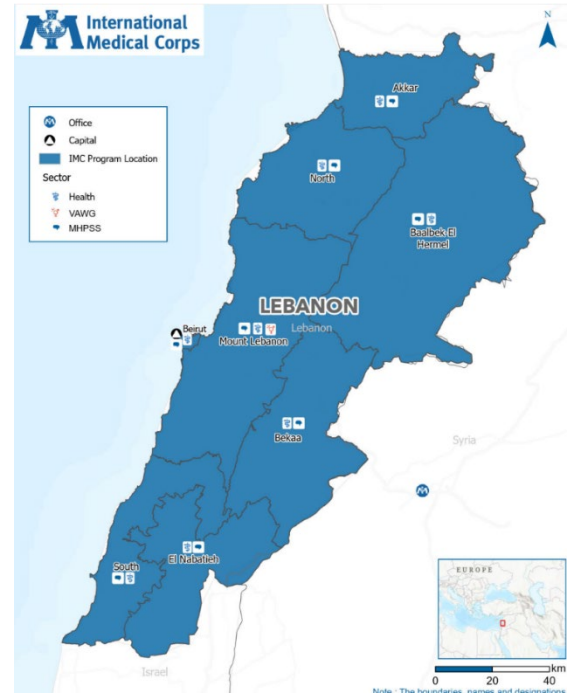 International
Medical Corps
N
Office
Capital
IMC Program Location
Sector
Health
VAWG
MHPSS
Akkar
North
Baalbek-El
Hermel
LEBANON
Lebanon
Beirut
Mount Lebanon
Bekaa
Syria
El Nabatieh
South
Israel
EUROPE
km
0 20 40
Note : The boundaries, names and designations